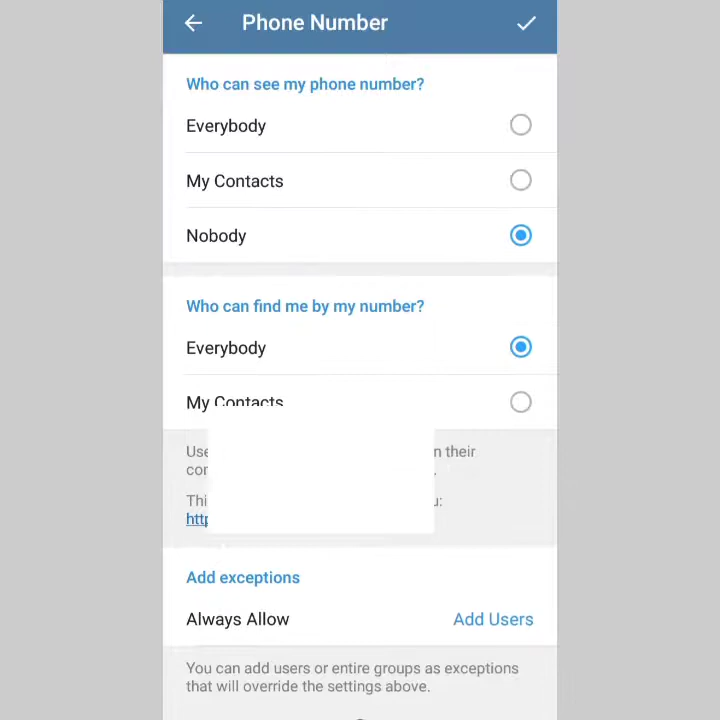 Phone Number
Who can see my phone number?
Everybody
My Contacts
Nobody
Who can find me by my number?
Everybody
My Contacts
their
http
Add exceptions
Always Allow
Add Users
You can add users or entire groups as exceptions
that will override the settings above.